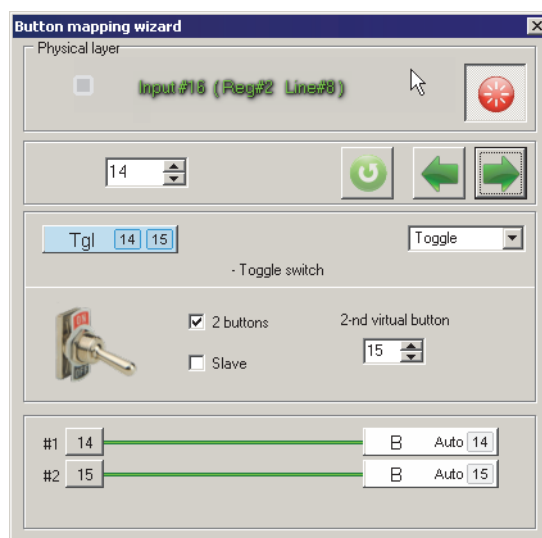 Button mapping wizard
Physical layer
Input#16 (Reg#2 Line#8)
14
Tgl 14 15
Toggle
- Toggle switch
2 buttons
2-nd virtual button
Slave
15
#1 14 B Auto 14
#2 15 B Auto 15